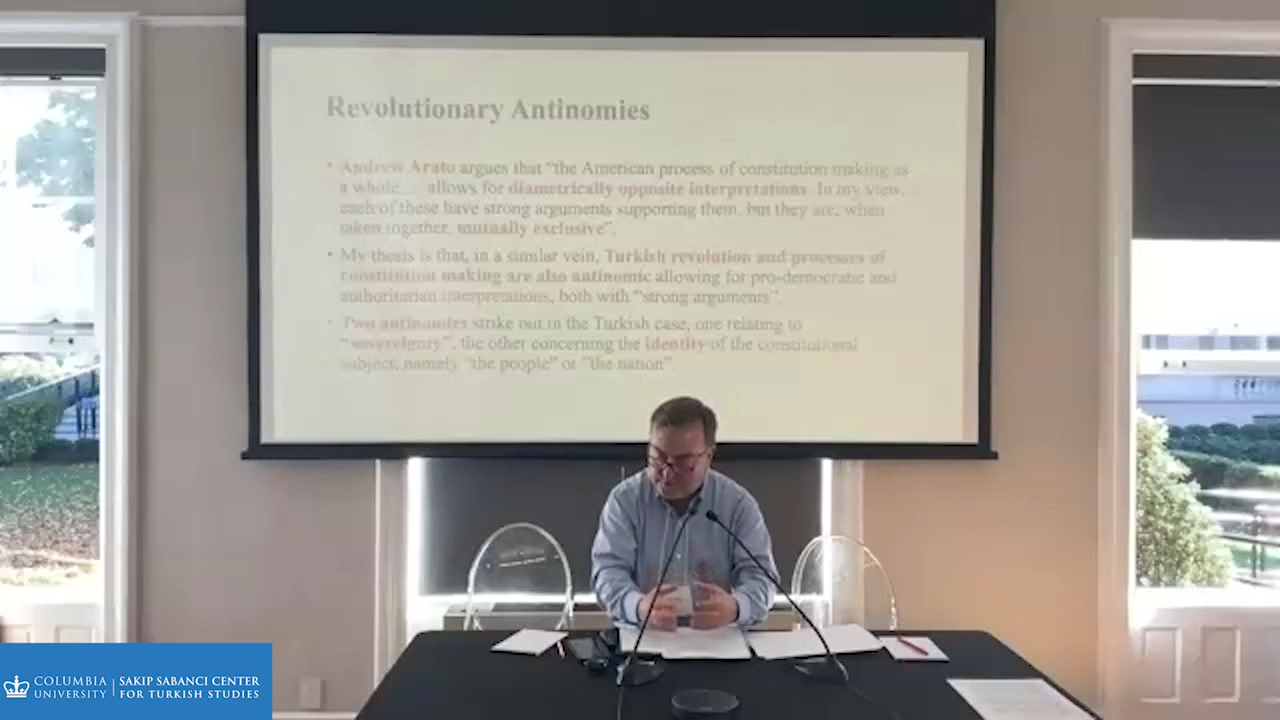 Revolutionary Antinomies
• Andrew Arato argues that "the American process of constitution making as
a whole… allows for diametrically opposite interpretations. In my view,
each of these have strong arguments supporting them, but they are, when
taken together, mutually exclusive".
• My thesis is that, in a similar vein, Turkish revolution and processes of
constitution making are also antinomic allowing for pro-democratic and
authoritarian interpretations, both with "strong arguments".
• Two antinomies strike out in the Turkish case, one relating to
"sovereignty", the other concerning the identity of the constitutional
subject, namely "the people" or "the nation".
COLUMBIA UNIVERSITY
SAKIP SABANCI CENTER
FOR TURKISH STUDIES